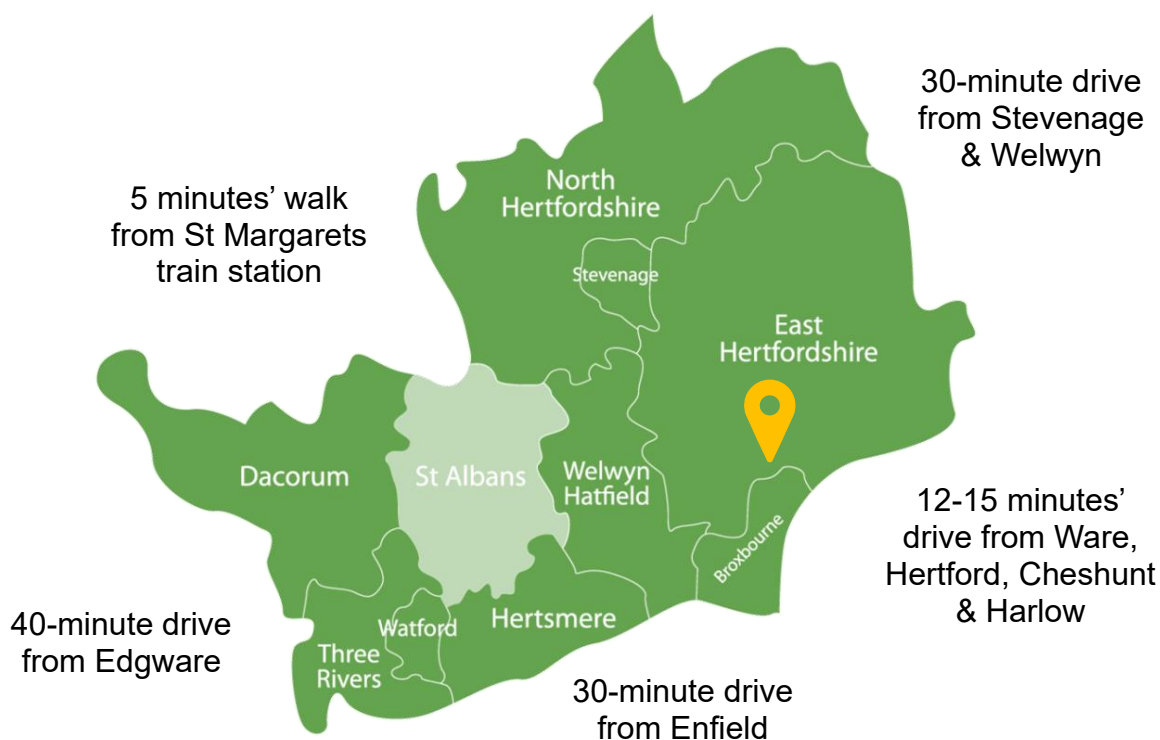 30-minute drive
from Stevenage
& Welwyn
5 minutes’ walk
from St Margarets
train station
North
Hertfordshire
Stevenage
East
Hertfordshire
Dacorum
St Albans
Welwyn
Hatfield
Broxbourne
12-15 minutes’
drive from Ware,
Hertford, Cheshunt
& Harlow
40-minute drive
from Edgware
Three
Rivers
Watford
Hertsmere
30-minute drive
from Enfield